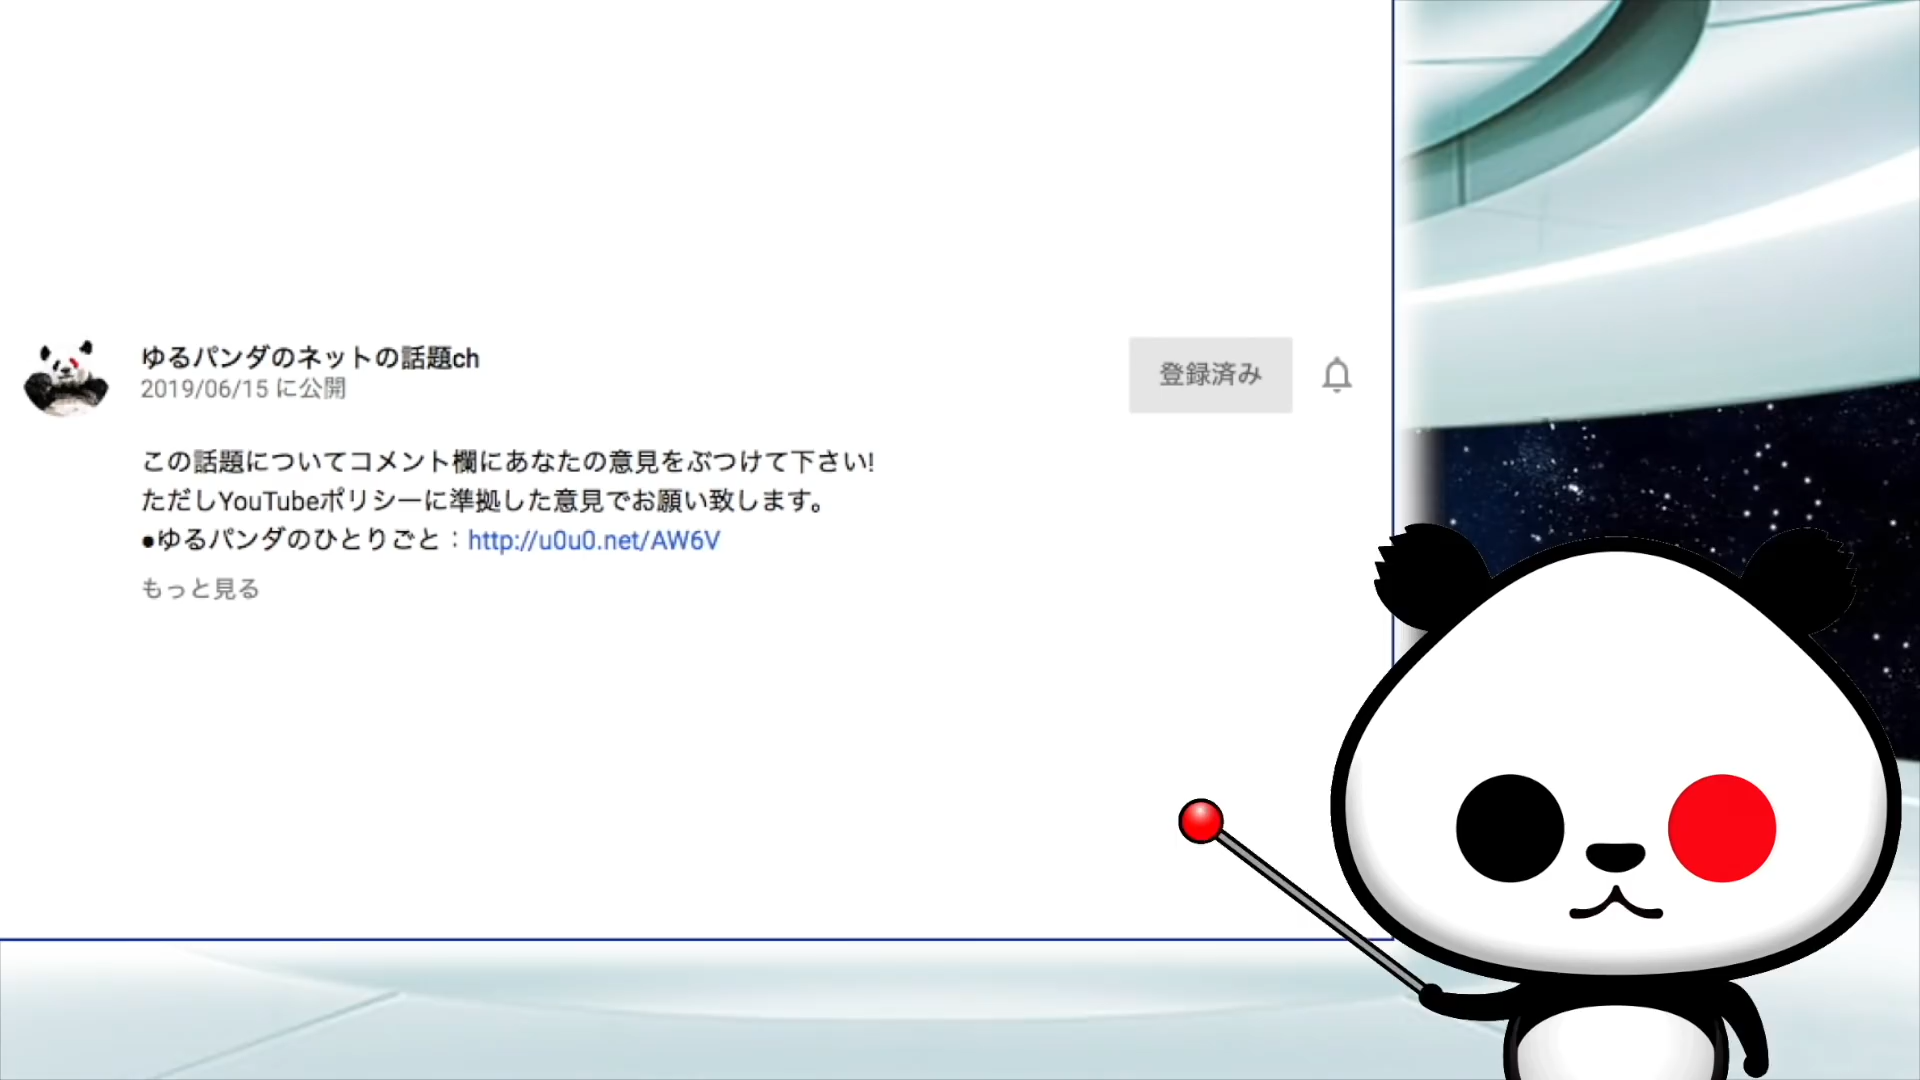 ゆるパンダのネットの話題ch
2019/06/15 に公開
登録済み
この話題についてコメント欄にあなたの意見をぶつけて下さい!
ただしYouTubeポリシーに準拠した意見でお願い致します。
●ゆるパンダのひとりごと：http://u0u0.net/AW6V
もっと見る